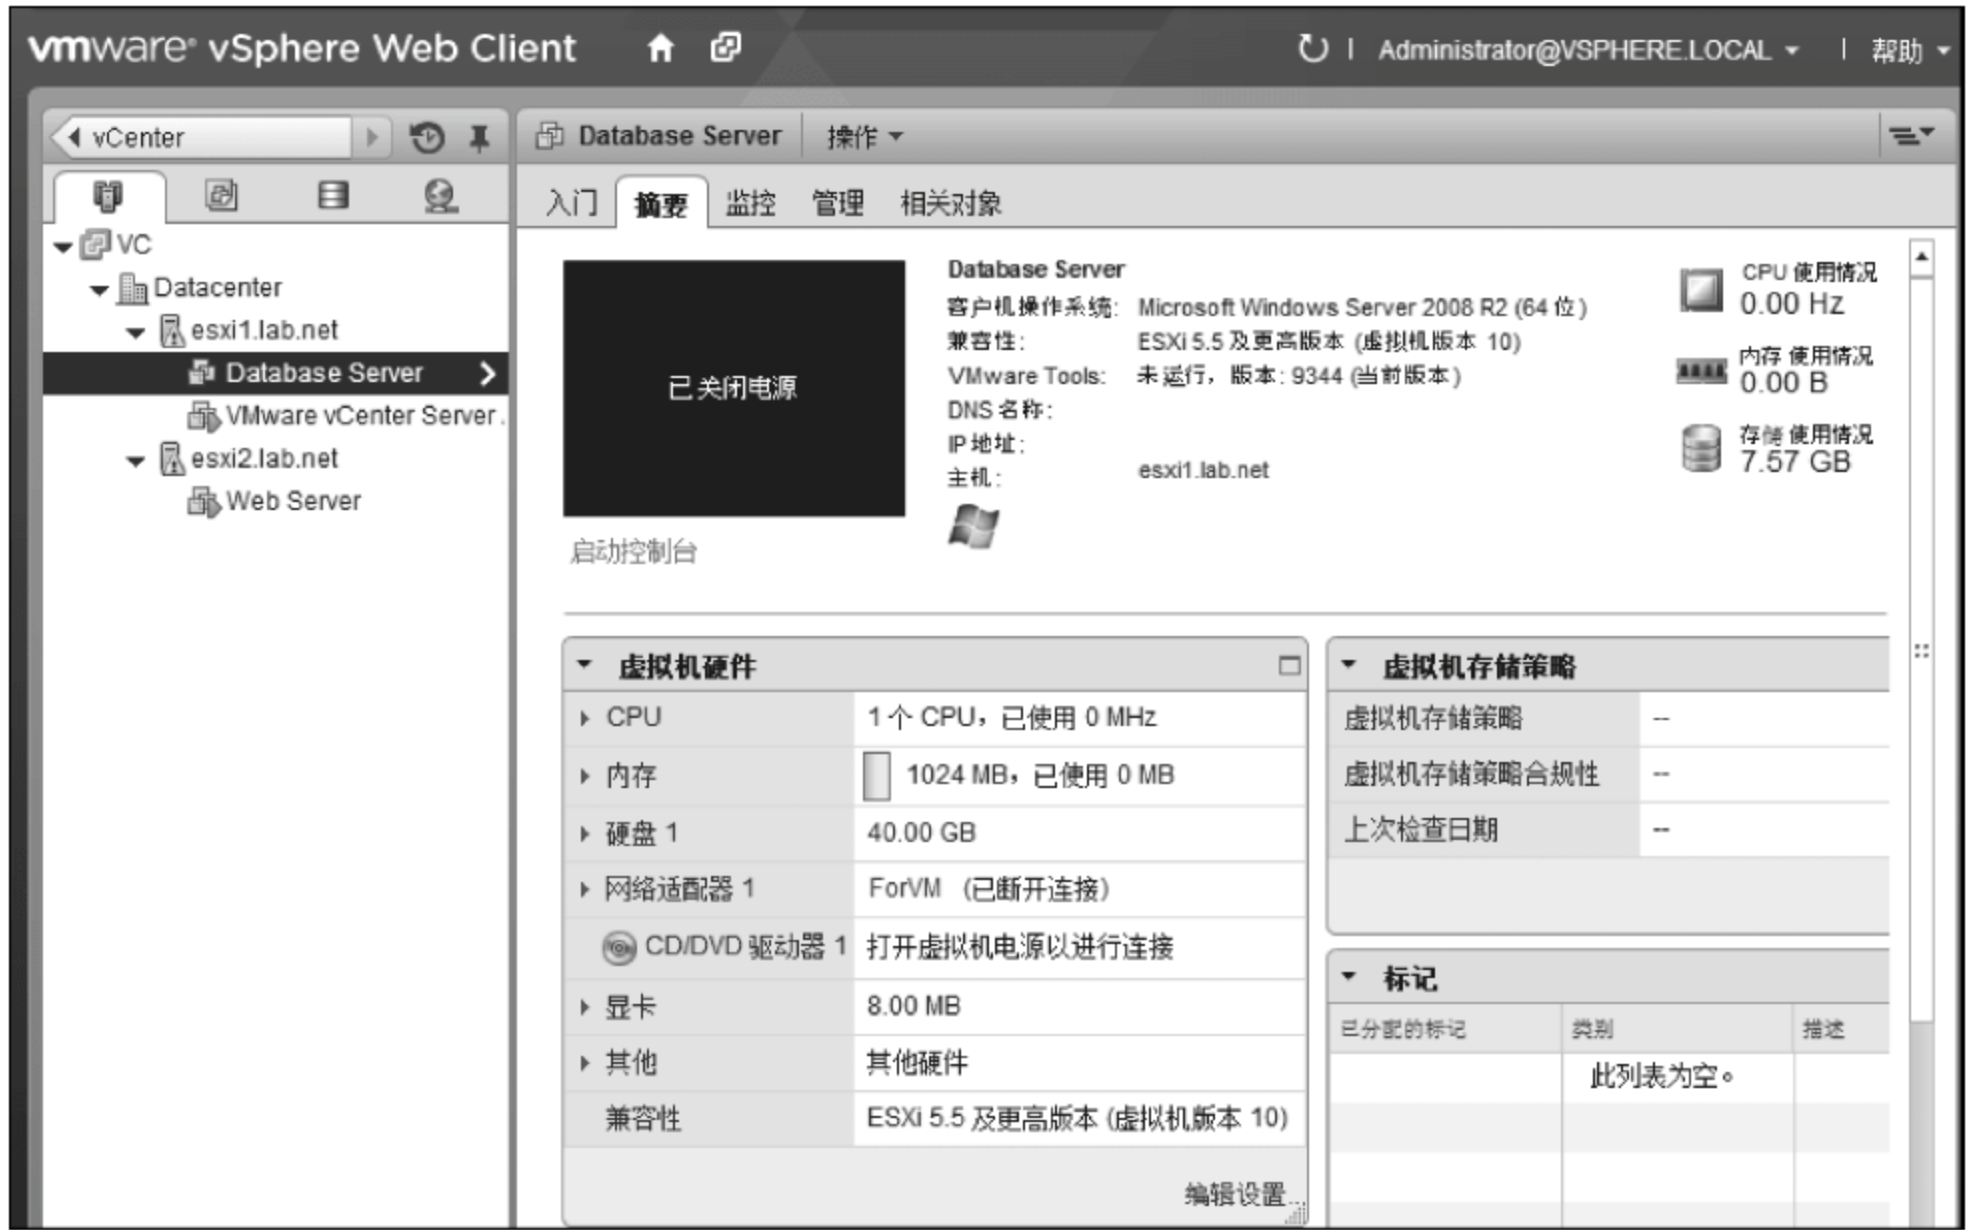 vmware® vSphere Web Client
Administrator@VSPHERE.LOCAL
帮助
vCenter
Database Server
操作
入门 摘要 监控 管理 相关对象
VC
Datacenter
esxi1.lab.net
Database Server
VMware vCenter Server.
esxi2.lab.net
Web Server
已关闭电源
启动控制台
Database Server
客户机操作系统: Microsoft Windows Server 2008 R2 (64 位)
兼容性: ESXi 5.5 及更高版本 (虚拟机版本 10)
VMware Tools: 未运行，版本: 9344 (当前版本)
DNS 名称:
IP 地址:
主机: esxi1.lab.net
CPU 使用情况
0.00 Hz
内存 使用情况
0.00 B
存储 使用情况
7.57 GB
虚拟机硬件
CPU 1 个 CPU，已使用 0 MHz
内存 1024 MB，已使用 0 MB
硬盘 1 40.00 GB
网络适配器 1 ForVM (已断开连接)
CD/DVD 驱动器 1 打开虚拟机电源以进行连接
显卡 8.00 MB
其他 其他硬件
兼容性 ESXi 5.5 及更高版本 (虚拟机版本 10)
编辑设置...
虚拟机存储策略
虚拟机存储策略 --
虚拟机存储策略合规性 --
上次检查日期 --
标记
已分配的标记 类别 描述
此列表为空。